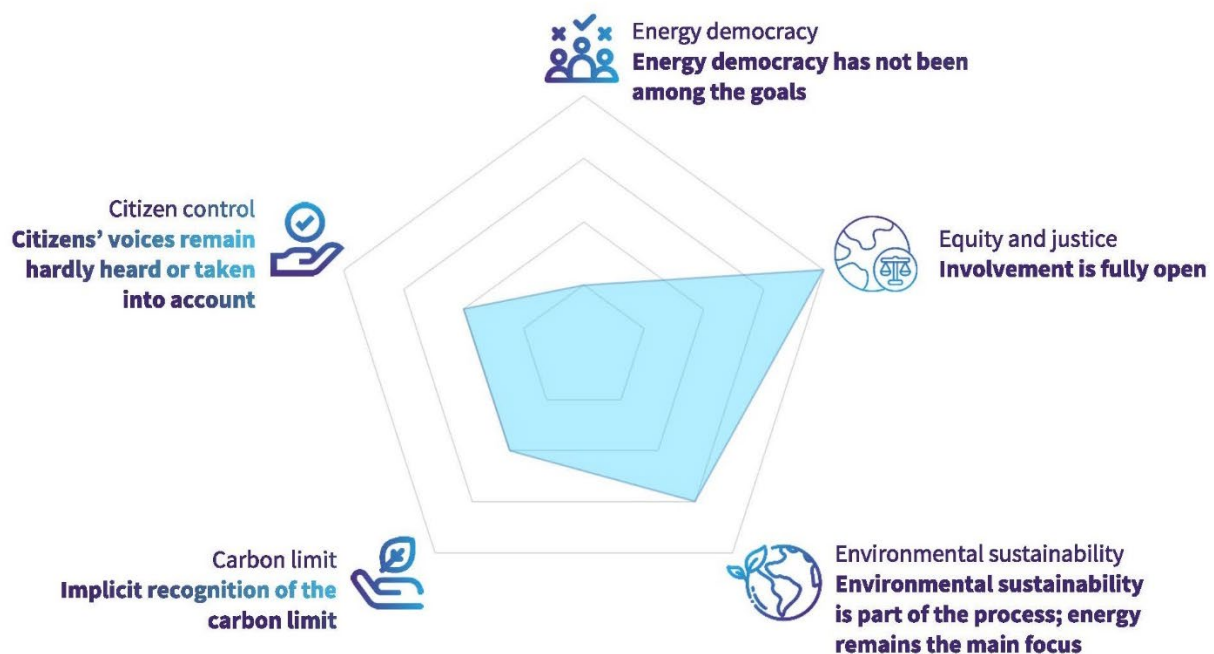 Energy democracy
Energy democracy has not been
among the goals
Citizen control
Citizens’ voices remain
hardly heard or taken
into account
Equity and justice
Involvement is fully open
Carbon limit
Implicit recognition of the
carbon limit
Environmental sustainability
Environmental sustainability
is part of the process; energy
remains the main focus